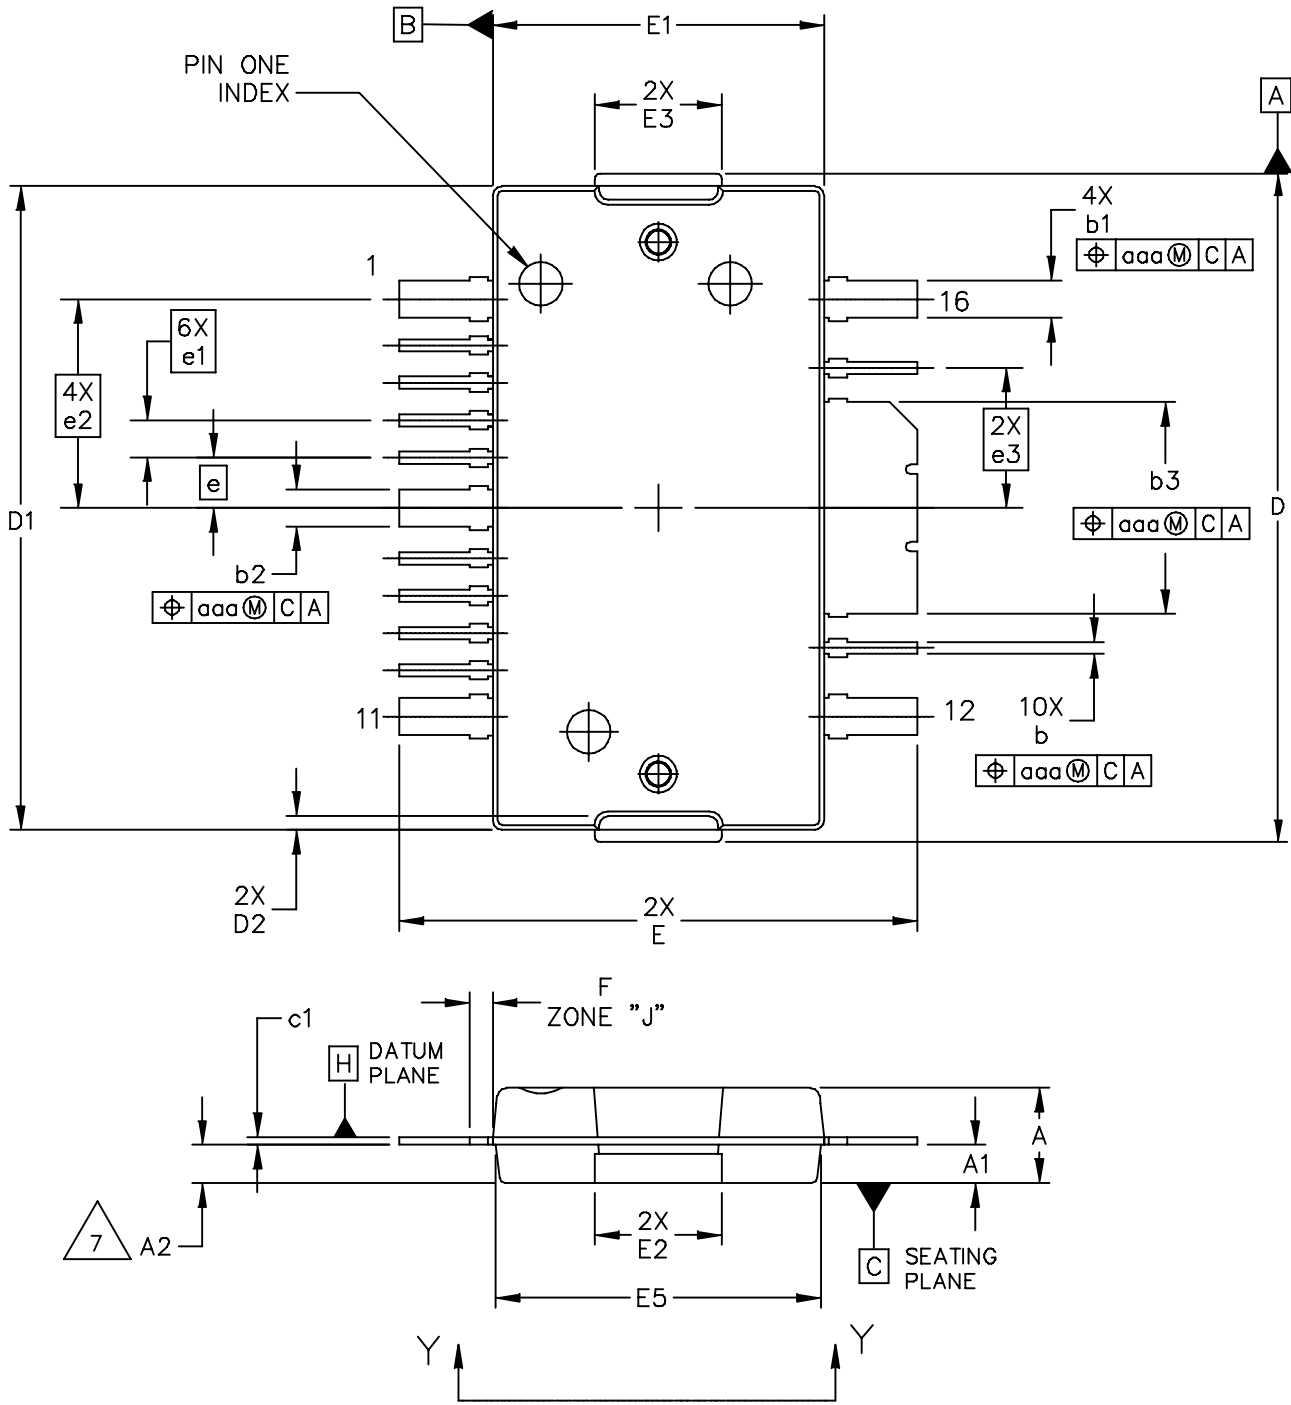 B
E1
PIN ONE
INDEX
2X
E3
A
4X
b1
⌖ aaa Ⓜ C A
1
16
6X
e1
4X
e2
2X
e3
e
b3
D1
D
⌖ aaa Ⓜ C A
b2
⌖ aaa Ⓜ C A
11
12
10X
b
⌖ aaa Ⓜ C A
2X
D2
2X
E
F
ZONE "J"
c1
H
DATUM
PLANE
A
A1
7
A2
2X
E2
C
SEATING
PLANE
E5
Y
Y